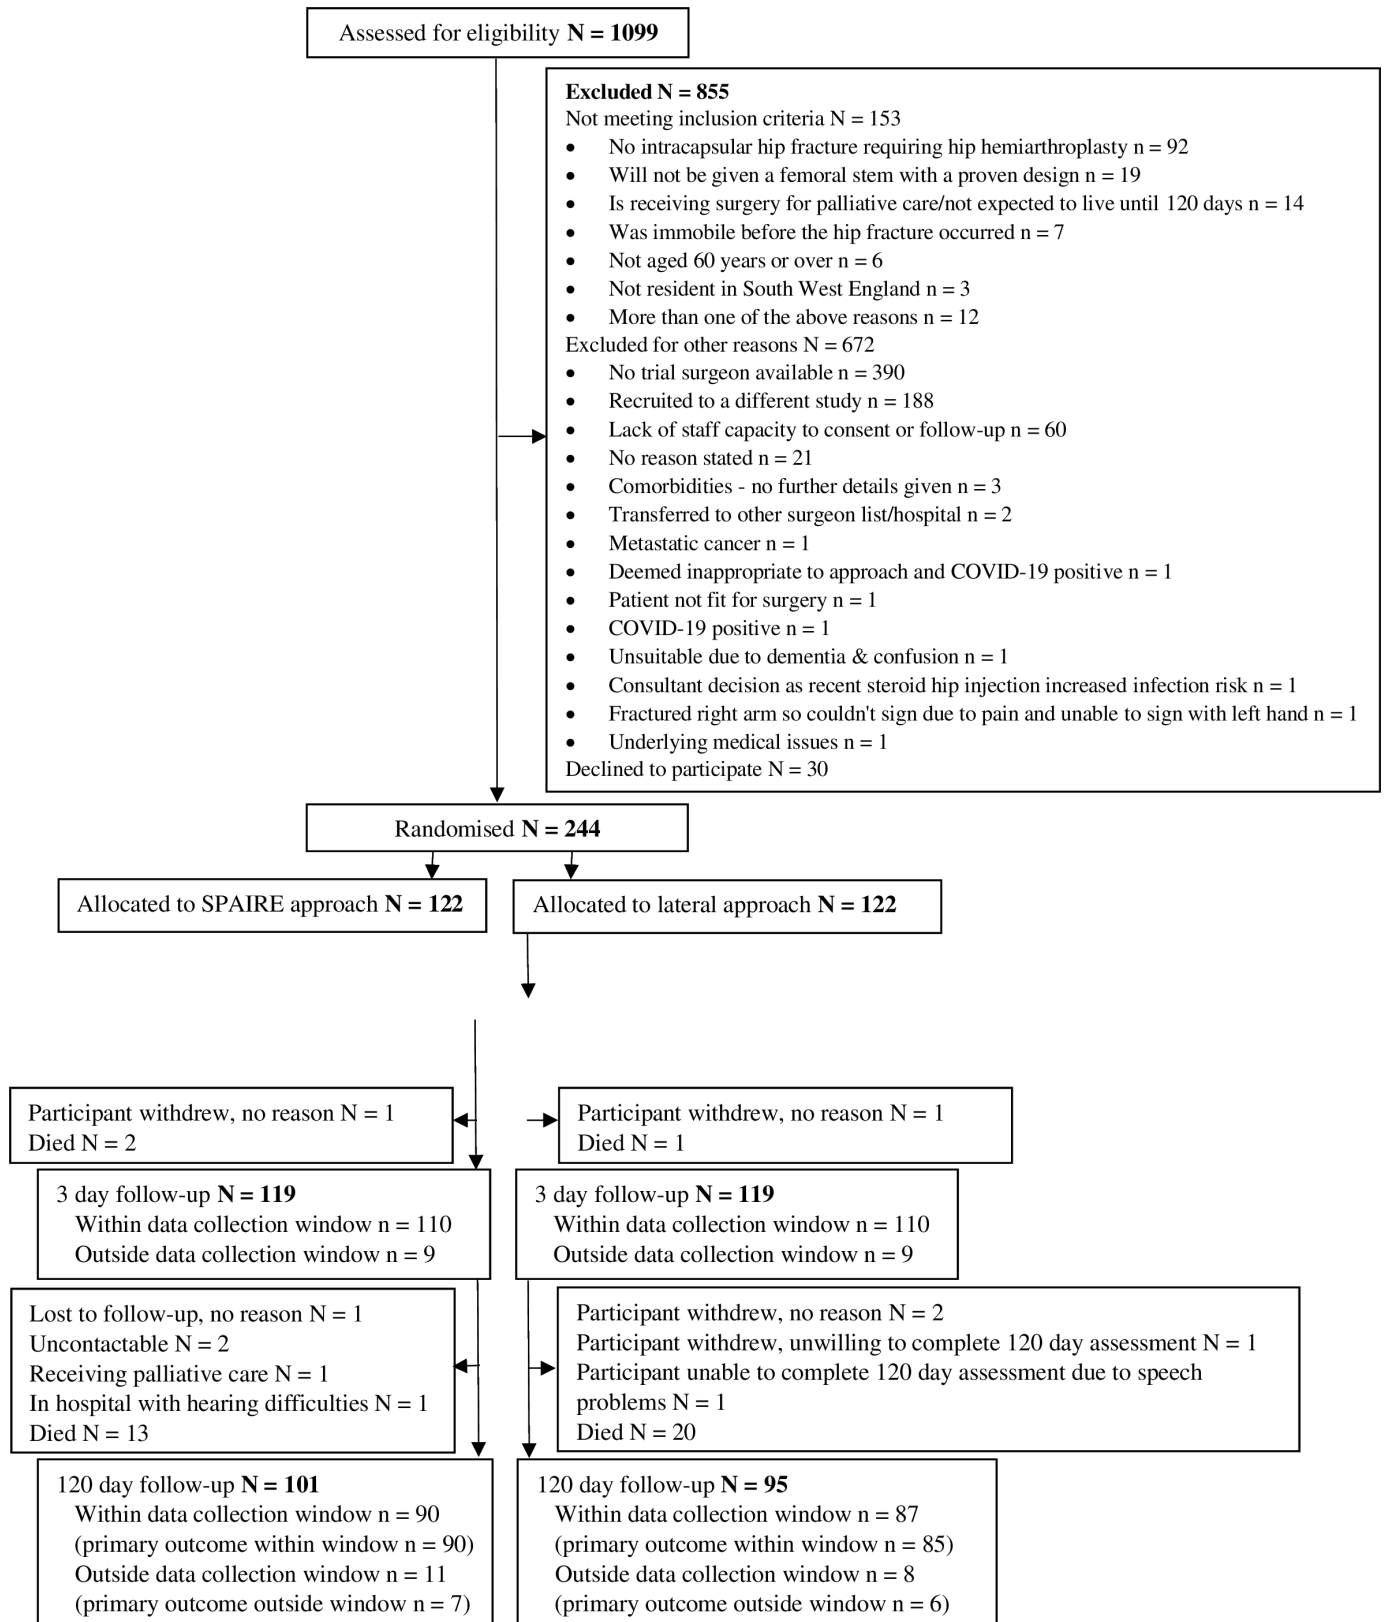 Assessed for eligibility N = 1099
Excluded N = 855
Not meeting inclusion criteria N = 153
• No intracapsular hip fracture requiring hip hemiarthroplasty n = 92
• Will not be given a femoral stem with a proven design n = 19
• Is receiving surgery for palliative care/not expected to live until 120 days n = 14
• Was immobile before the hip fracture occurred n = 7
• Not aged 60 years or over n = 6
• Not resident in South West England n = 3
• More than one of the above reasons n = 12
Excluded for other reasons N = 672
• No trial surgeon available n = 390
• Recruited to a different study n = 188
• Lack of staff capacity to consent or follow-up n = 60
• No reason stated n = 21
• Comorbidities - no further details given n = 3
• Transferred to other surgeon list/hospital n = 2
• Metastatic cancer n = 1
• Deemed inappropriate to approach and COVID-19 positive n = 1
• Patient not fit for surgery n = 1
• COVID-19 positive n = 1
• Unsuitable due to dementia & confusion n = 1
• Consultant decision as recent steroid hip injection increased infection risk n = 1
• Fractured right arm so couldn't sign due to pain and unable to sign with left hand n = 1
• Underlying medical issues n = 1
Declined to participate N = 30
Randomised N = 244
Allocated to SPAIRE approach N = 122
Allocated to lateral approach N = 122
Participant withdrew, no reason N = 1
Died N = 2
Participant withdrew, no reason N = 1
Died N = 1
3 day follow-up N = 119
Within data collection window n = 110
Outside data collection window n = 9
3 day follow-up N = 119
Within data collection window n = 110
Outside data collection window n = 9
Lost to follow-up, no reason N = 1
Uncontactable N = 2
Receiving palliative care N = 1
In hospital with hearing difficulties N = 1
Died N = 13
Participant withdrew, no reason N = 2
Participant withdrew, unwilling to complete 120 day assessment N = 1
Participant unable to complete 120 day assessment due to speech
problems N = 1
Died N = 20
120 day follow-up N = 101
Within data collection window n = 90
(primary outcome within window n = 90)
Outside data collection window n = 11
(primary outcome outside window n = 7)
120 day follow-up N = 95
Within data collection window n = 87
(primary outcome within window n = 85)
Outside data collection window n = 8
(primary outcome outside window n = 6)